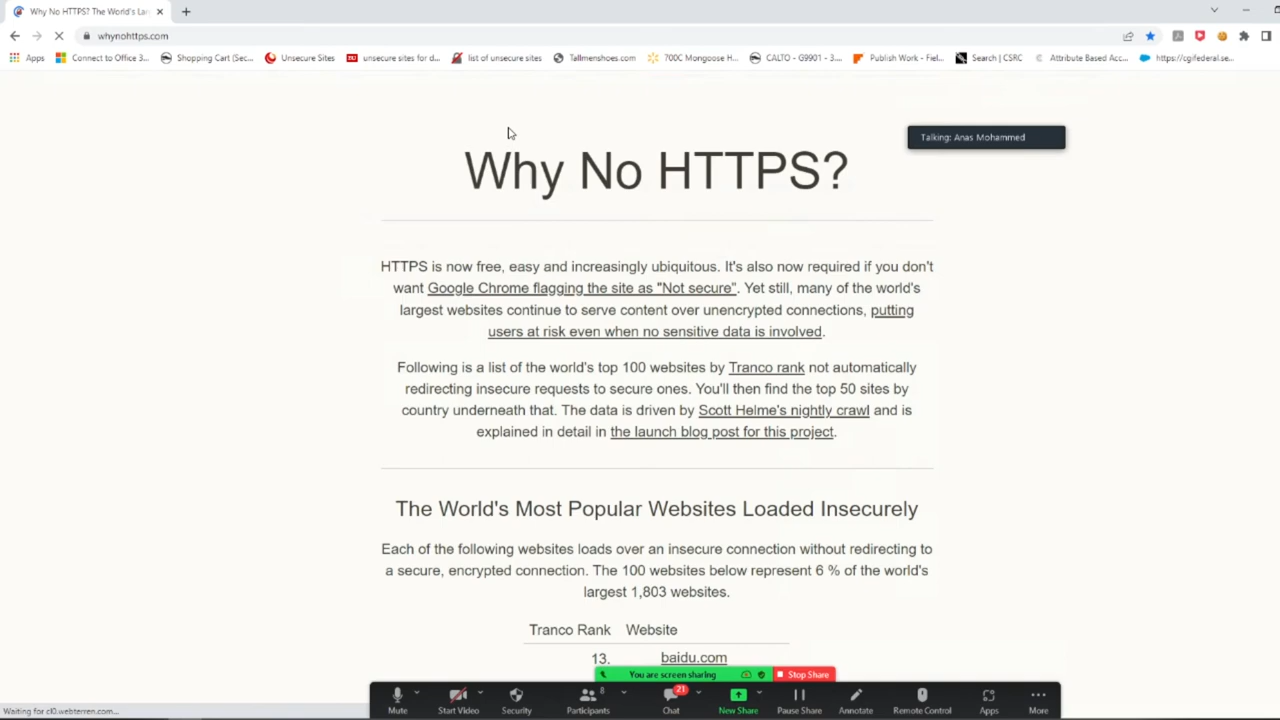 Why No HTTPS? The World's La
whynohttps.com
Apps
Connect to Office 3...
Shopping Cart (Sec...
Unsecure Sites
unsecure sites for d...
list of unsecure sites
Tallmenshoes.com
700C Mongoose H...
CALTO - G9901 - 3....
Publish Work - Fiel...
Search | CSRC
Attribute Based Acc...
https://cgifederal.se...
Talking: Anas Mohammed
Why No HTTPS?
HTTPS is now free, easy and increasingly ubiquitous. It's also now required if you don't
want Google Chrome flagging the site as "Not secure". Yet still, many of the world's
largest websites continue to serve content over unencrypted connections, putting
users at risk even when no sensitive data is involved.
Following is a list of the world's top 100 websites by Tranco rank not automatically
redirecting insecure requests to secure ones. You'll then find the top 50 sites by
country underneath that. The data is driven by Scott Helme's nightly crawl and is
explained in detail in the launch blog post for this project.
The World's Most Popular Websites Loaded Insecurely
Each of the following websites loads over an insecure connection without redirecting to
a secure, encrypted connection. The 100 websites below represent 6 % of the world's
largest 1,803 websites.
Tranco Rank Website
13. baidu.com
You are screen sharing
Stop Share
8
21
Mute
Start Video
Security
Participants
Chat
New Share
Pause Share
Annotate
Remote Control
Apps
More
Waiting for cl0.webterren.com...